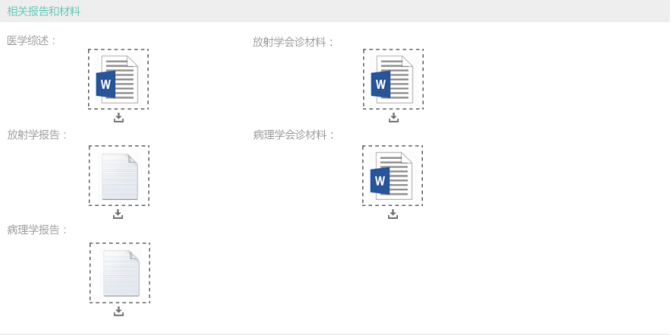 相关报告和材料
医学综述：
放射学会诊材料：
W
W
放射学报告：
病理学会诊材料：
W
病理学报告：